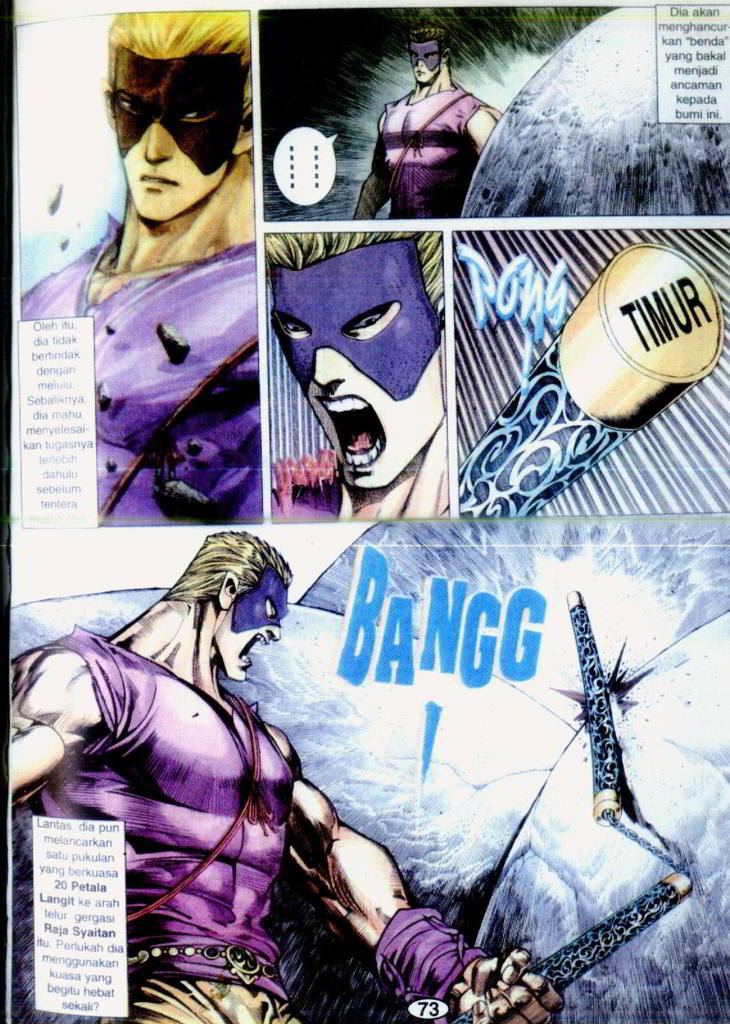 Dia akan
menghancur-
kan "benda"
yang bakal
menjadi
ancaman
kepada
bumi ini.
Oleh itu,
dia tidak
bertindak
dengan
melulu.
Sebaliknya,
dia mahu
menyelesai-
kan tugasnya
terlebih
dahulu
sebelum
tentera
PONG
!
TIMUR
BANGG
!
Lantas, dia pun
melancarkan
satu pukulan
yang berkuasa
20 Petala
Langit ke arah
telur gergasi
Raja Syaitan
itu. Perlukah dia
menggunakan
kuasa yang
begitu hebat
sekali?
73